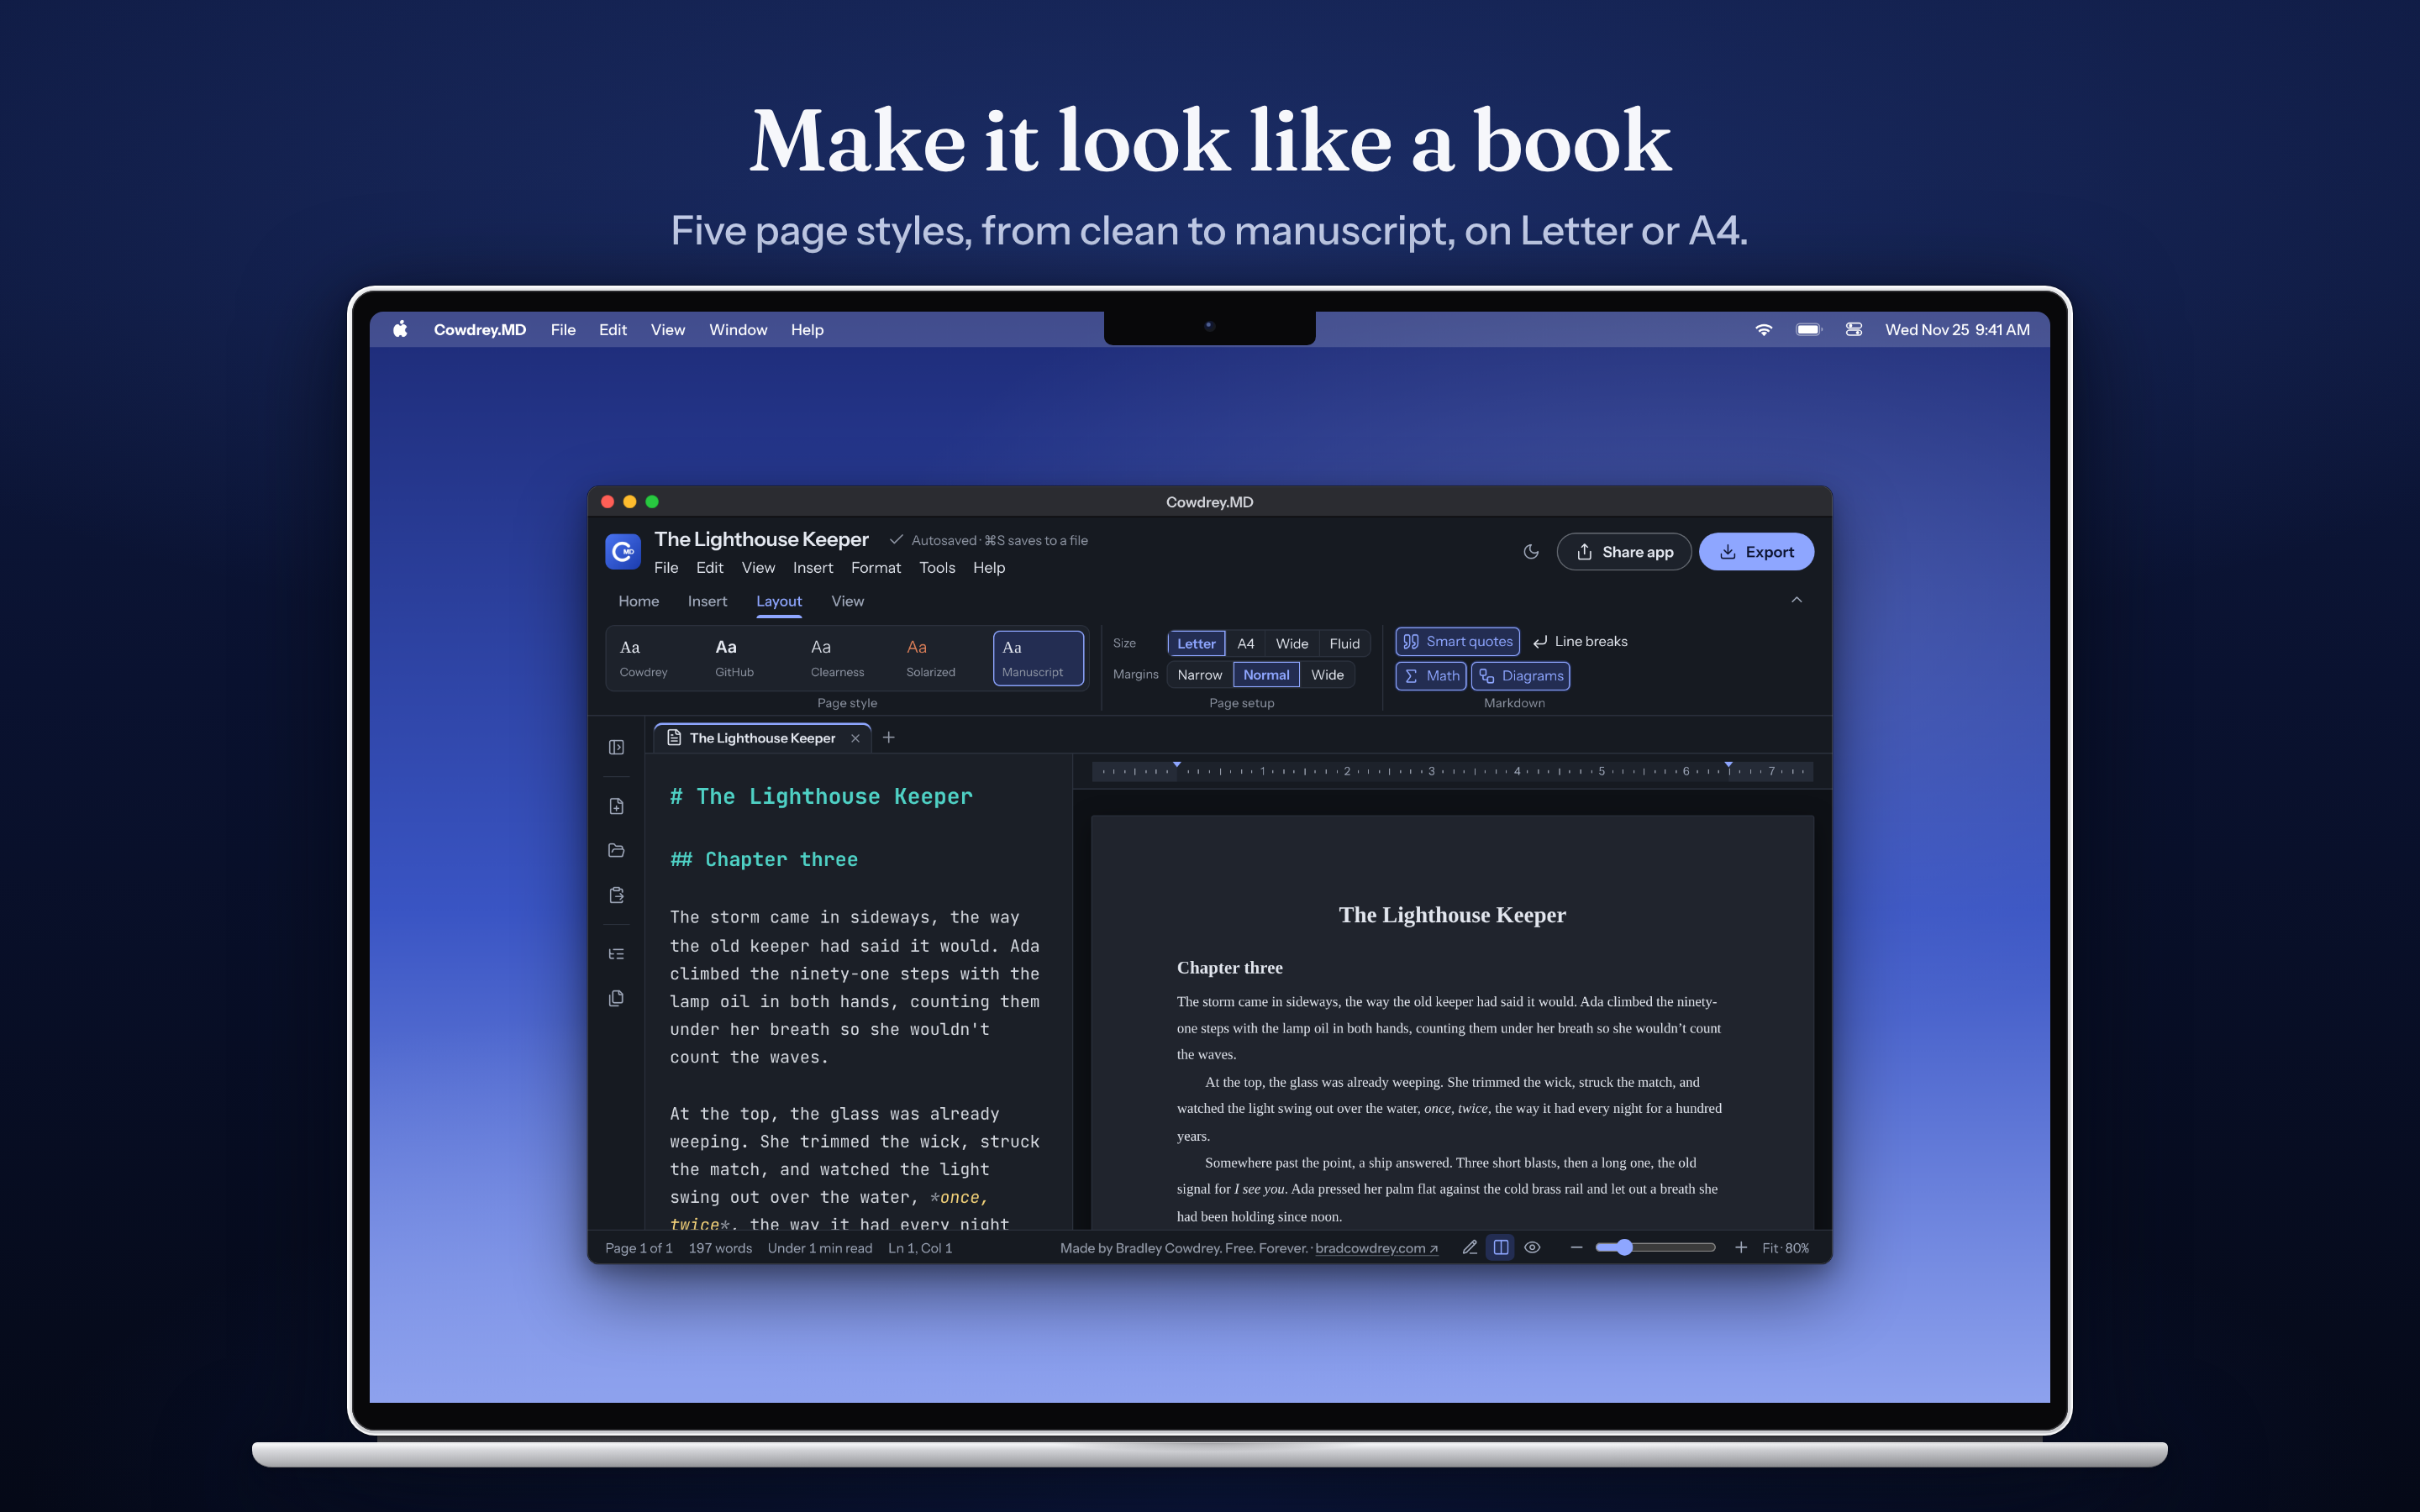 Make it look like a book
Five page styles, from clean to manuscript, on Letter or A4.
Cowdrey.MD File Edit View Window Help
Wed Nov 25 9:41 AM
Cowdrey.MD
C MD
The Lighthouse Keeper
Autosaved · ⌘S saves to a file
File Edit View Insert Format Tools Help
Share app
Export
Home Insert Layout View
Aa Aa Aa Aa Aa
Cowdrey GitHub Clearness Solarized Manuscript
Page style
Size Letter A4 Wide Fluid
Margins Narrow Normal Wide
Page setup
Smart quotes Line breaks
Math Diagrams
Markdown
The Lighthouse Keeper
# The Lighthouse Keeper
## Chapter three
The storm came in sideways, the way
the old keeper had said it would. Ada
climbed the ninety-one steps with the
lamp oil in both hands, counting them
under her breath so she wouldn't
count the waves.
At the top, the glass was already
weeping. She trimmed the wick, struck
the match, and watched the light
swing out over the water, *once,
twice*, the way it had every night
1 2 3 4 5 6 7
The Lighthouse Keeper
Chapter three
The storm came in sideways, the way the old keeper had said it would. Ada climbed the ninety-
one steps with the lamp oil in both hands, counting them under her breath so she wouldn’t count
the waves.
At the top, the glass was already weeping. She trimmed the wick, struck the match, and
watched the light swing out over the water, once, twice, the way it had every night for a hundred
years.
Somewhere past the point, a ship answered. Three short blasts, then a long one, the old
signal for I see you. Ada pressed her palm flat against the cold brass rail and let out a breath she
had been holding since noon.
Page 1 of 1 197 words Under 1 min read Ln 1, Col 1
Made by Bradley Cowdrey. Free. Forever. · bradcowdrey.com ↗
Fit · 80%